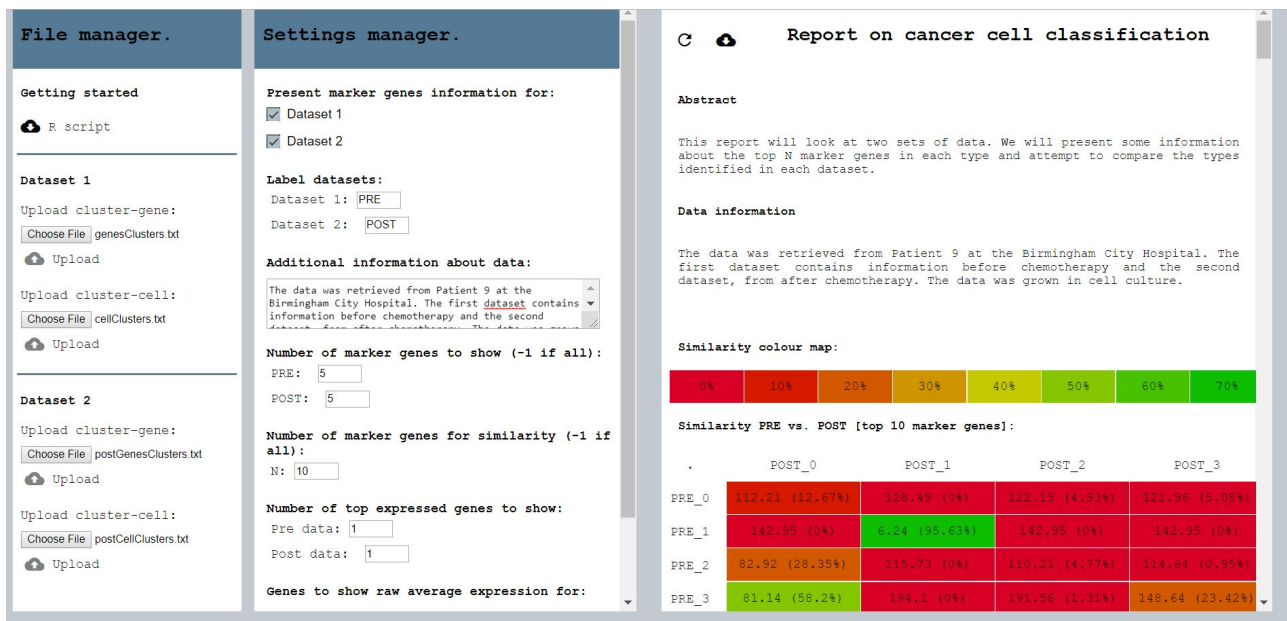 File manager.
Getting started
R script
Dataset 1
Upload cluster-gene:
Choose File genesClusters.txt
Upload
Upload cluster-cell:
Choose File cellClusters.txt
Upload
Dataset 2
Upload cluster-gene:
Choose File postGenesClusters.txt
Upload
Upload cluster-cell:
Choose File postCellClusters.txt
Upload
Settings manager.
Present marker genes information for:
Dataset 1
Dataset 2
Label datasets:
Dataset 1: PRE
Dataset 2: POST
Additional information about data:
The data was retrieved from Patient 9 at the
Birmingham City Hospital. The first dataset contains
information before chemotherapy and the second
dataset, from after chemotherapy. The data was grown
Number of marker genes to show (-1 if all):
PRE: 5
POST: 5
Number of marker genes for similarity (-1 if
all):
N: 10
Number of top expressed genes to show:
Pre data: 1
Post data: 1
Genes to show raw average expression for:
Report on cancer cell classification
Abstract
This report will look at two sets of data. We will present some information
about the top N marker genes in each type and attempt to compare the types
identified in each dataset.
Data information
The data was retrieved from Patient 9 at the Birmingham City Hospital. The
first dataset contains information before chemotherapy and the second
dataset, from after chemotherapy. The data was grown in cell culture.
Similarity colour map:
0% 10% 20% 30% 40% 50% 60% 70%
Similarity PRE vs. POST [top 10 marker genes]:
. POST_0 POST_1 POST_2 POST_3
PRE_0 112.21 (12.67%) 128.49 (0%) 122.15 (4.93%) 121.96 (5.08%)
PRE_1 142.95 (0%) 6.24 (95.63%) 142.95 (0%) 142.95 (0%)
PRE_2 82.92 (28.35%) 115.73 (0%) 110.21 (4.77%) 114.64 (0.95%)
PRE_3 81.14 (58.2%) 194.1 (0%) 191.56 (1.31%) 148.64 (23.42%)